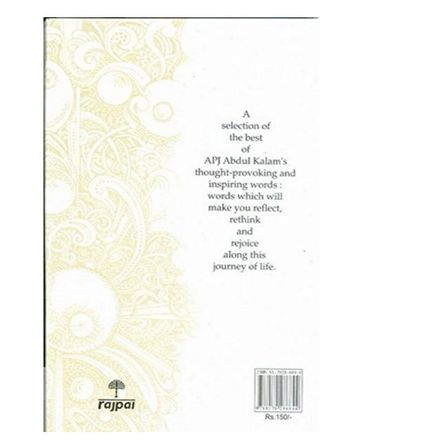 A
selection of
the best
of
APJ Abdul Kalam's
thought-provoking and
inspiring words :
words which will
make you reflect,
rethink
and
rejoice
along this
journey of life.
rajpal
Rs.150/-